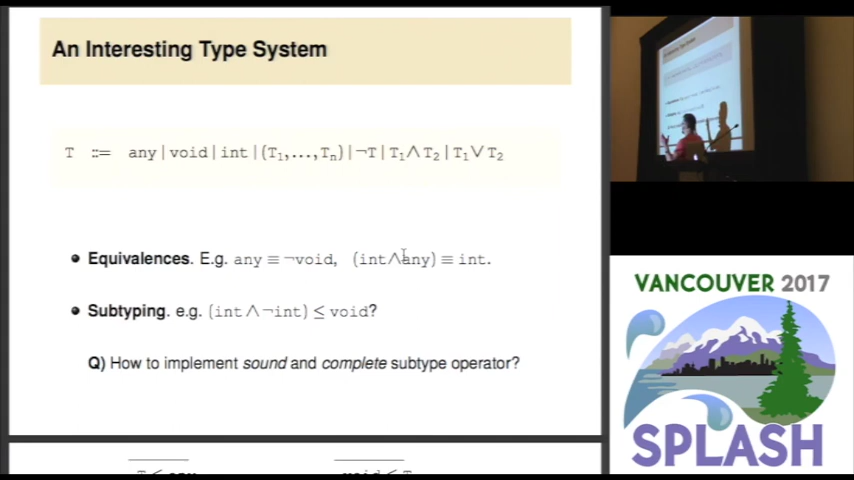 An Interesting Type System
T ::= any | void | int | (T₁,...,Tₙ) | ¬T | T₁∧T₂ | T₁∨T₂
Equivalences. E.g. any ≡ ¬void, (int∧any) ≡ int.
Subtyping. e.g. (int∧¬int) ≤ void?
Q) How to implement sound and complete subtype operator?
VANCOUVER 2017
SPLASH